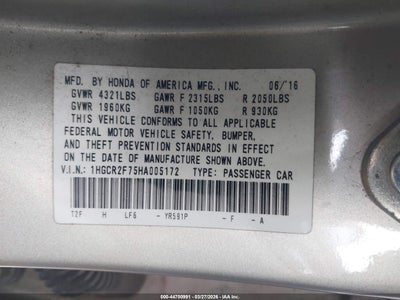 MFD. BY HONDA OF AMERICA MFG., INC. 06/'16
GVWR 4321LBS GAWR F 2315LBS R 2050LBS
GVWR 1960KG GAWR F 1050KG R 930KG
THIS VEHICLE CONFORMS TO ALL APPLICABLE
FEDERAL MOTOR VEHICLE SAFETY, BUMPER,
AND THEFT PREVENTION STANDARDS IN EFFECT
ON THE DATE OF MANUFACTURE SHOWN ABOVE.
V.I.N.: 1HGCR2F75HA005172 TYPE: PASSENGER CAR
T2F H LF6 - YR591P - F - A
000-44700991 - 03/27/2026 - IAA, Inc.